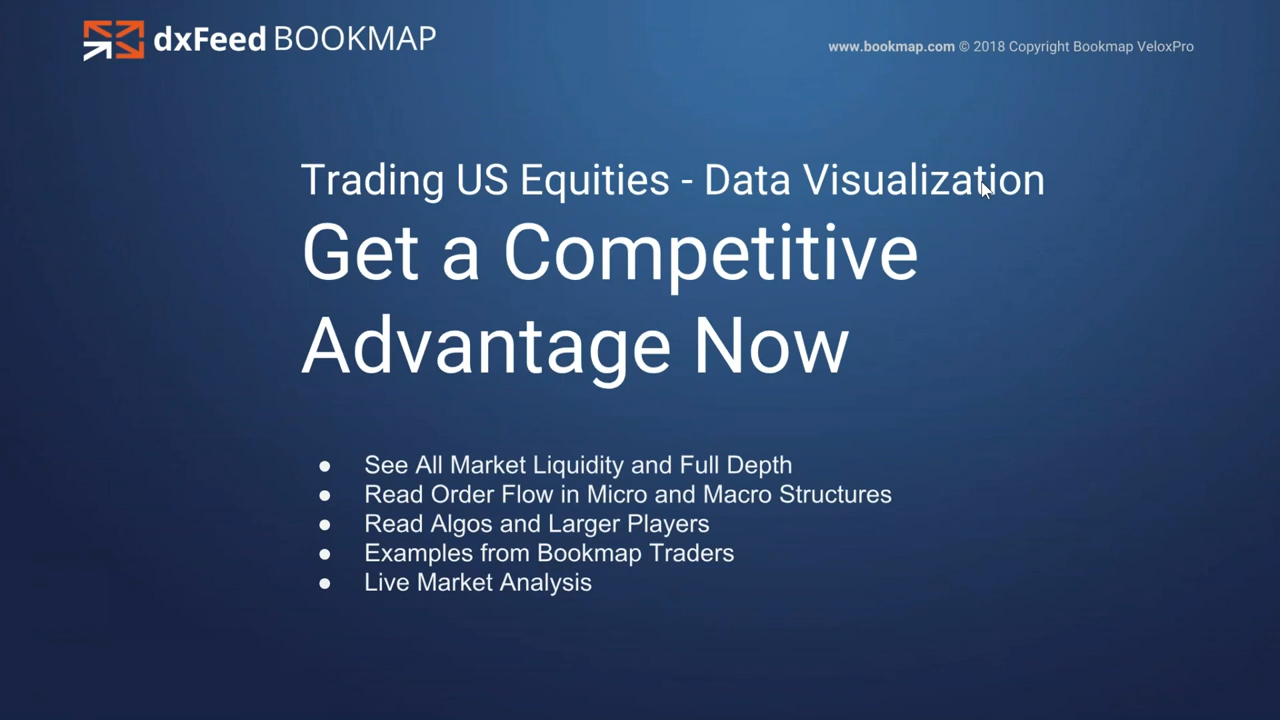 dxFeed BOOKMAP
www.bookmap.com © 2018 Copyright Bookmap VeloxPro
Trading US Equities - Data Visualization
Get a Competitive
Advantage Now
● See All Market Liquidity and Full Depth
● Read Order Flow in Micro and Macro Structures
● Read Algos and Larger Players
● Examples from Bookmap Traders
● Live Market Analysis